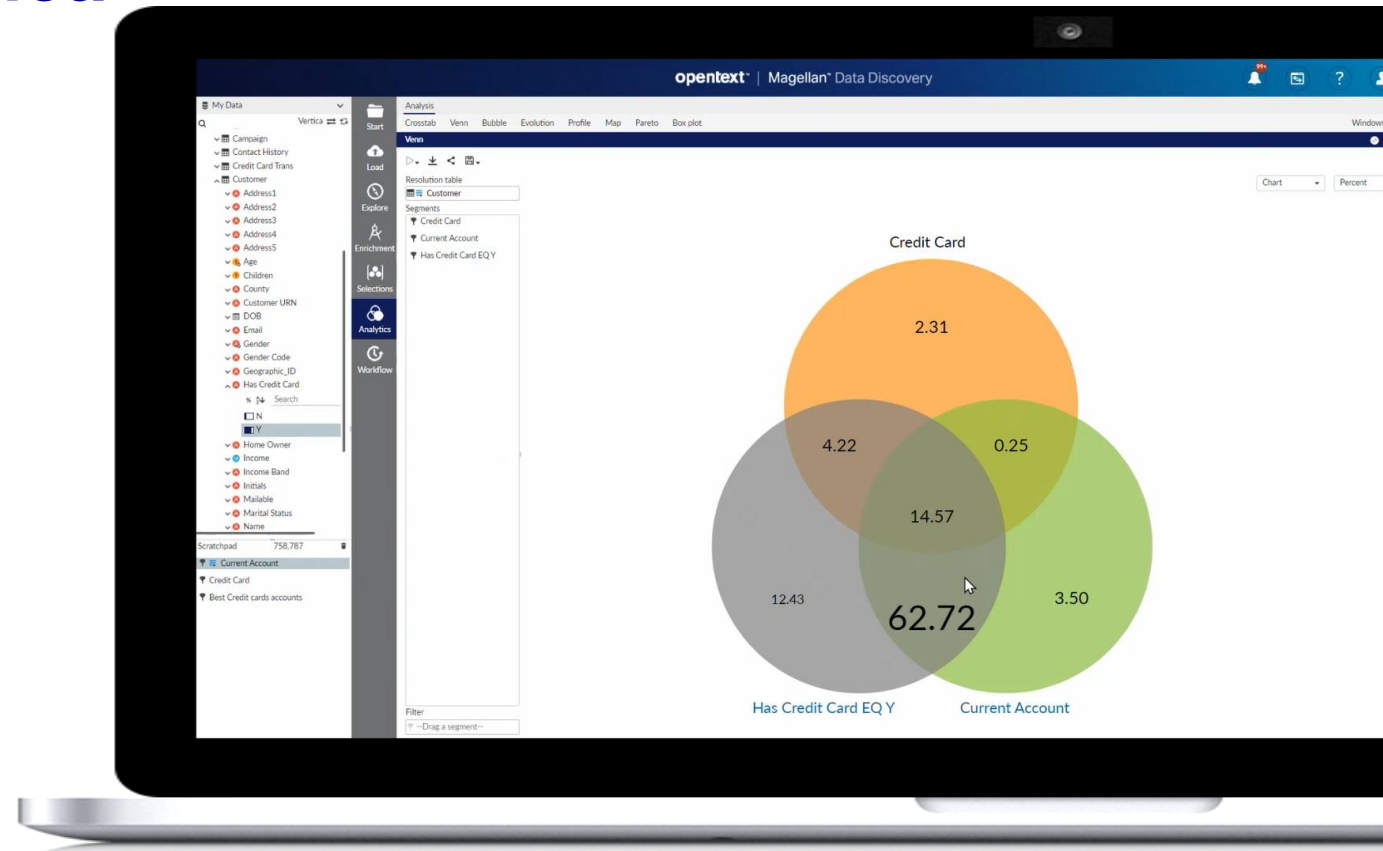 opentext™ | Magellan™ Data Discovery
99+
?
My Data
Vertica
Campaign
Contact History
Credit Card Trans
Customer
Address1
Address2
Address3
Address4
Address5
Age
Children
County
Customer URN
DOB
Email
Gender
Gender Code
Geographic_ID
Has Credit Card
Search
N
Y
Home Owner
Income
Income Band
Initials
Mailable
Marital Status
Name
Scratchpad 758,787
Current Account
Credit Card
Best Credit cards accounts
Start
Load
Explore
Enrichment
Selections
Analytics
Workflow
Analysis
Crosstab Venn Bubble Evolution Profile Map Pareto Box plot
Windows
Venn
Resolution table
Customer
Segments
Credit Card
Current Account
Has Credit Card EQ Y
Filter
--Drag a segment--
Chart
Percent
Credit Card
2.31
4.22
0.25
14.57
12.43
62.72
3.50
Has Credit Card EQ Y
Current Account